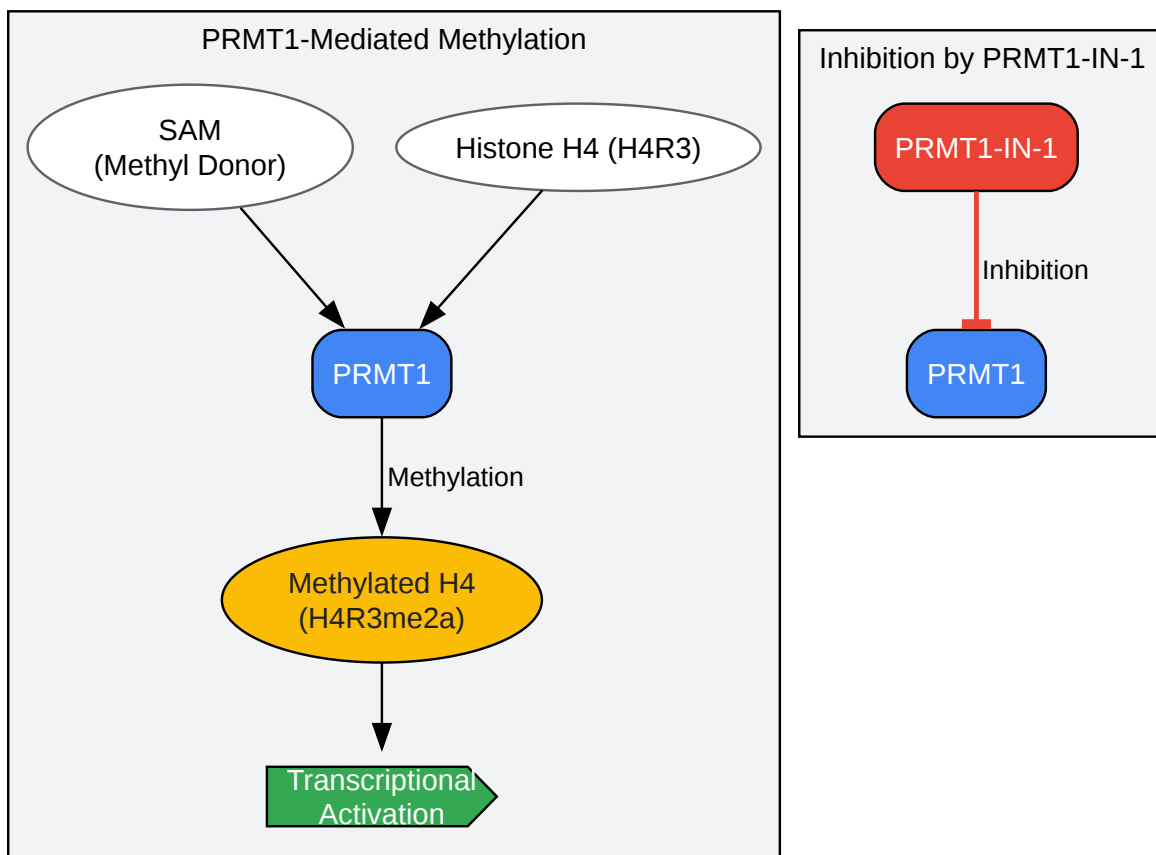 PRMT1-Mediated Methylation
SAM
(Methyl Donor)
Histone H4 (H4R3)
PRMT1
Methylation
Methylated H4
(H4R3me2a)
Transcriptional
Activation
Inhibition by PRMT1-IN-1
PRMT1-IN-1
Inhibition
PRMT1